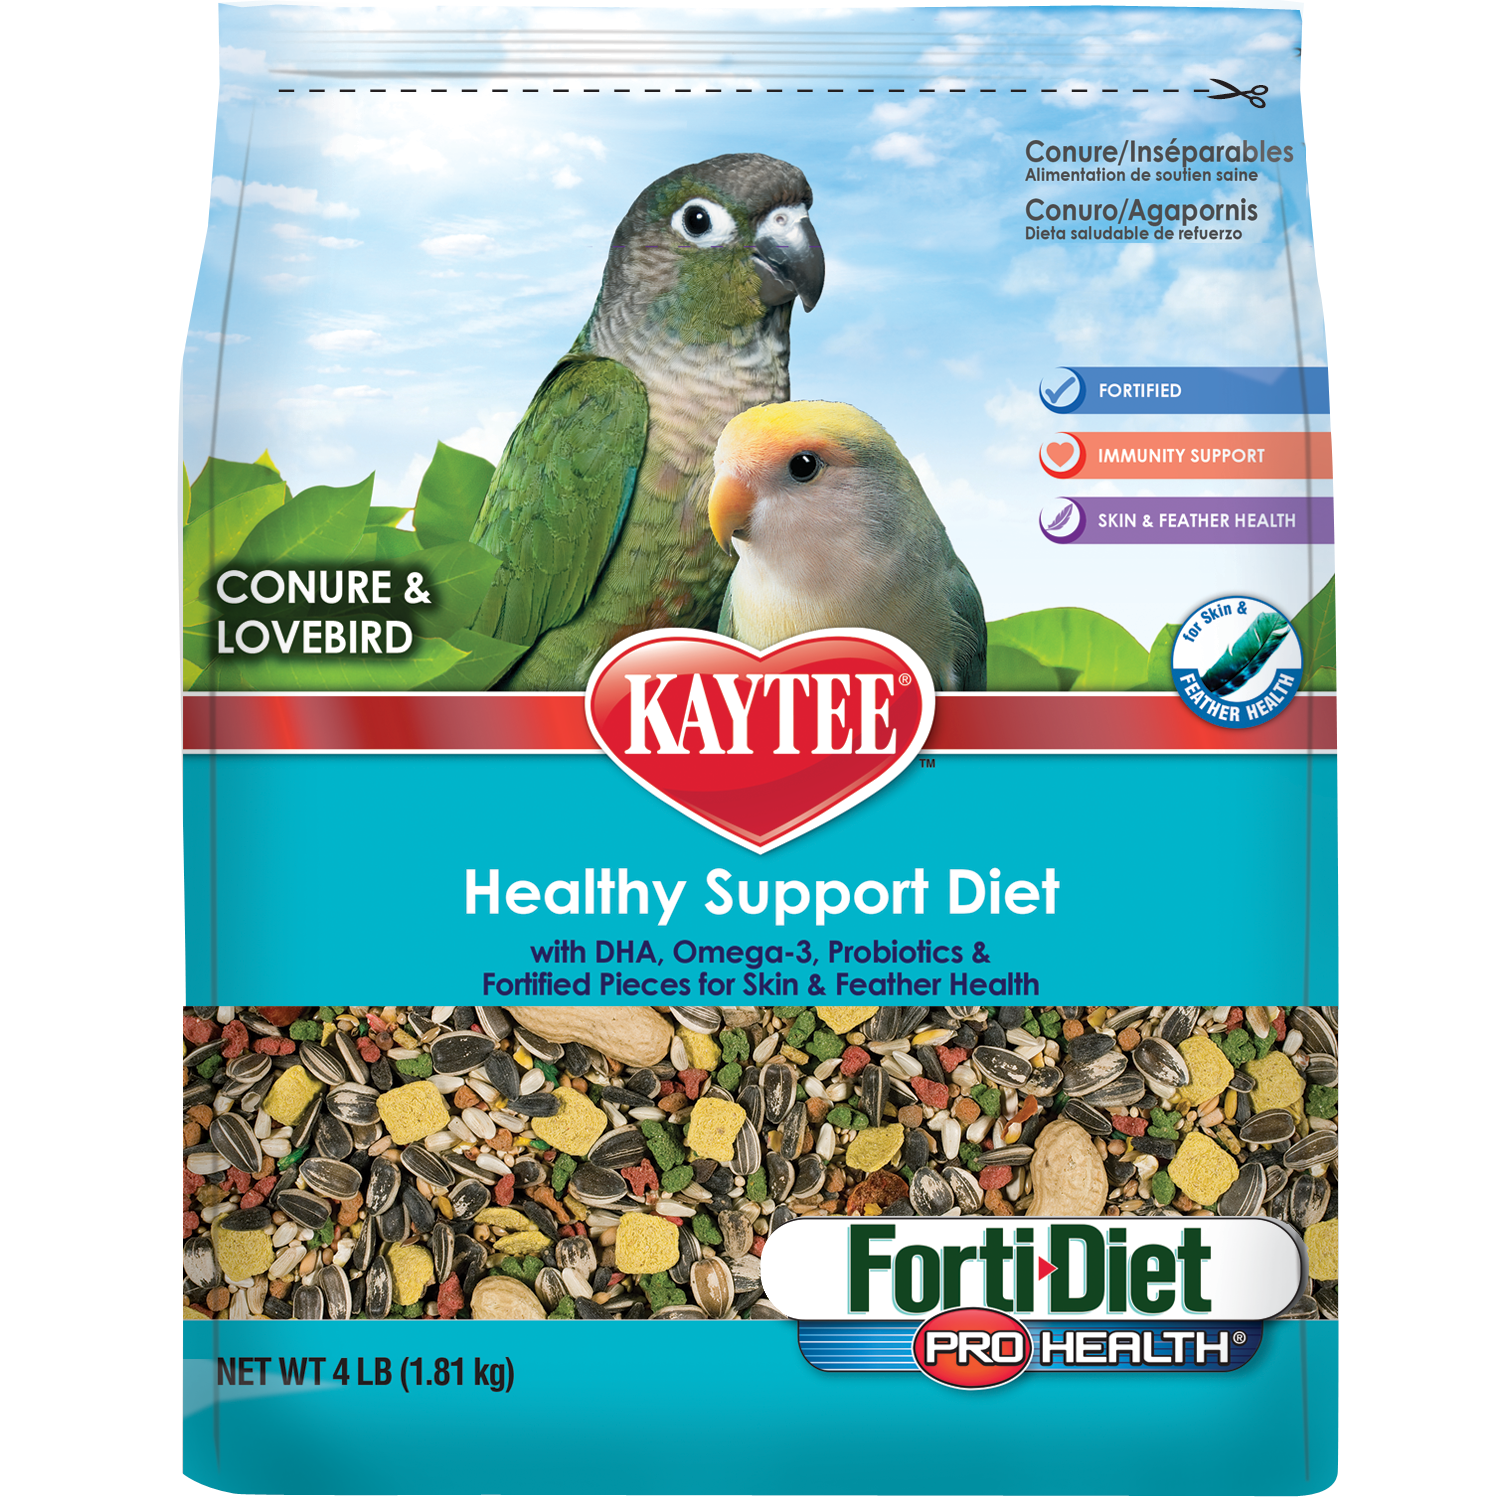 Conure/Inséparables
Alimentation de soutien saine
Conuro/Agapornis
Dieta saludable de refuerzo
FORTIFIED
IMMUNITY SUPPORT
SKIN & FEATHER HEALTH
CONURE &
LOVEBIRD
for Skin &
FEATHER HEALTH
KAYTEE®
TM
Healthy Support Diet
with DHA, Omega-3, Probiotics &
Fortified Pieces for Skin & Feather Health
Forti Diet
PRO HEALTH®
NET WT 4 LB (1.81 kg)